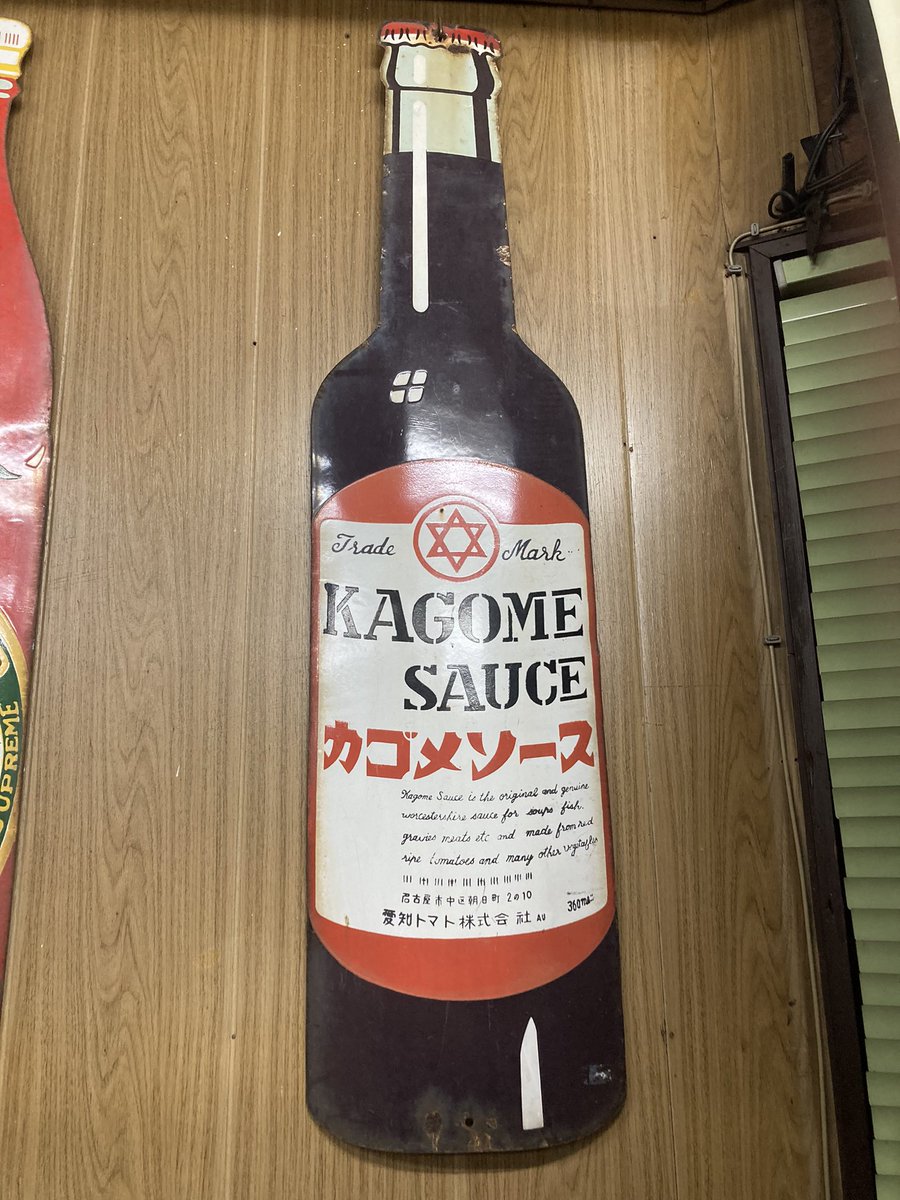 Trade Mark
KAGOME
SAUCE
カゴメソース
Kagome Sauce is the original and genuine
worcestershire sauce for soups fish.
gravies meats etc and made from red
ripe tomatoes and many other vegetables
名古屋市中区朝日町 2の10
愛知トマト株式会社 AU
SUPREME